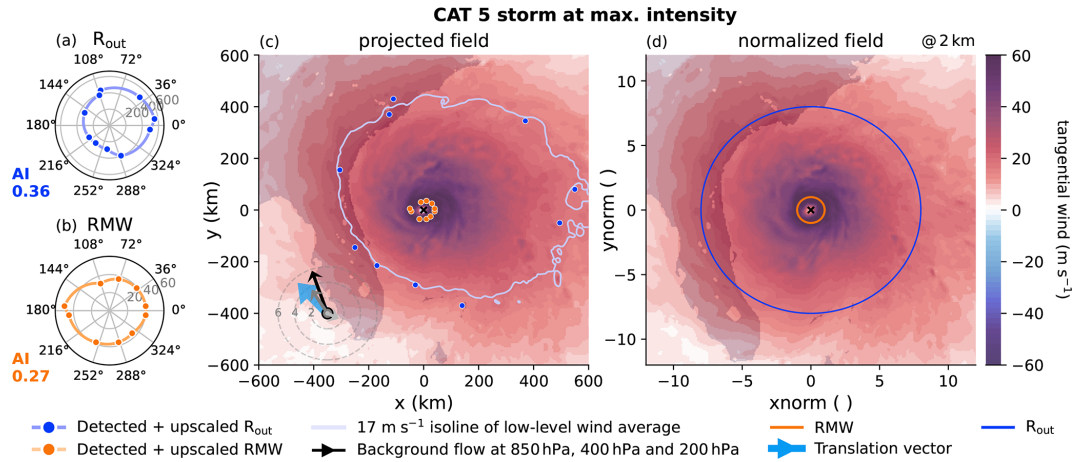 CAT 5 storm at max. intensity
(a) R_out
108° 72°
144° 36°
600
400
200
180° 0°
216° 324°
252° 288°
AI
0.36
(b) RMW
108° 72°
144° 36°
60
40
20
180° 0°
216° 324°
252° 288°
AI
0.27
(c) projected field
600
400
200
0
−200
−400
−600
y (km)
6 4 2
−600 −400 −200 0 200 400 600
x (km)
(d) normalized field @ 2 km
10
5
0
−5
−10
ynorm ( )
−10 −5 0 5 10
xnorm ( )
60
40
20
0
−20
−40
−60
tangential wind (m s⁻¹)
Detected + upscaled R_out
Detected + upscaled RMW
17 m s⁻¹ isoline of low-level wind average
Background flow at 850 hPa, 400 hPa and 200 hPa
RMW
Translation vector
R_out